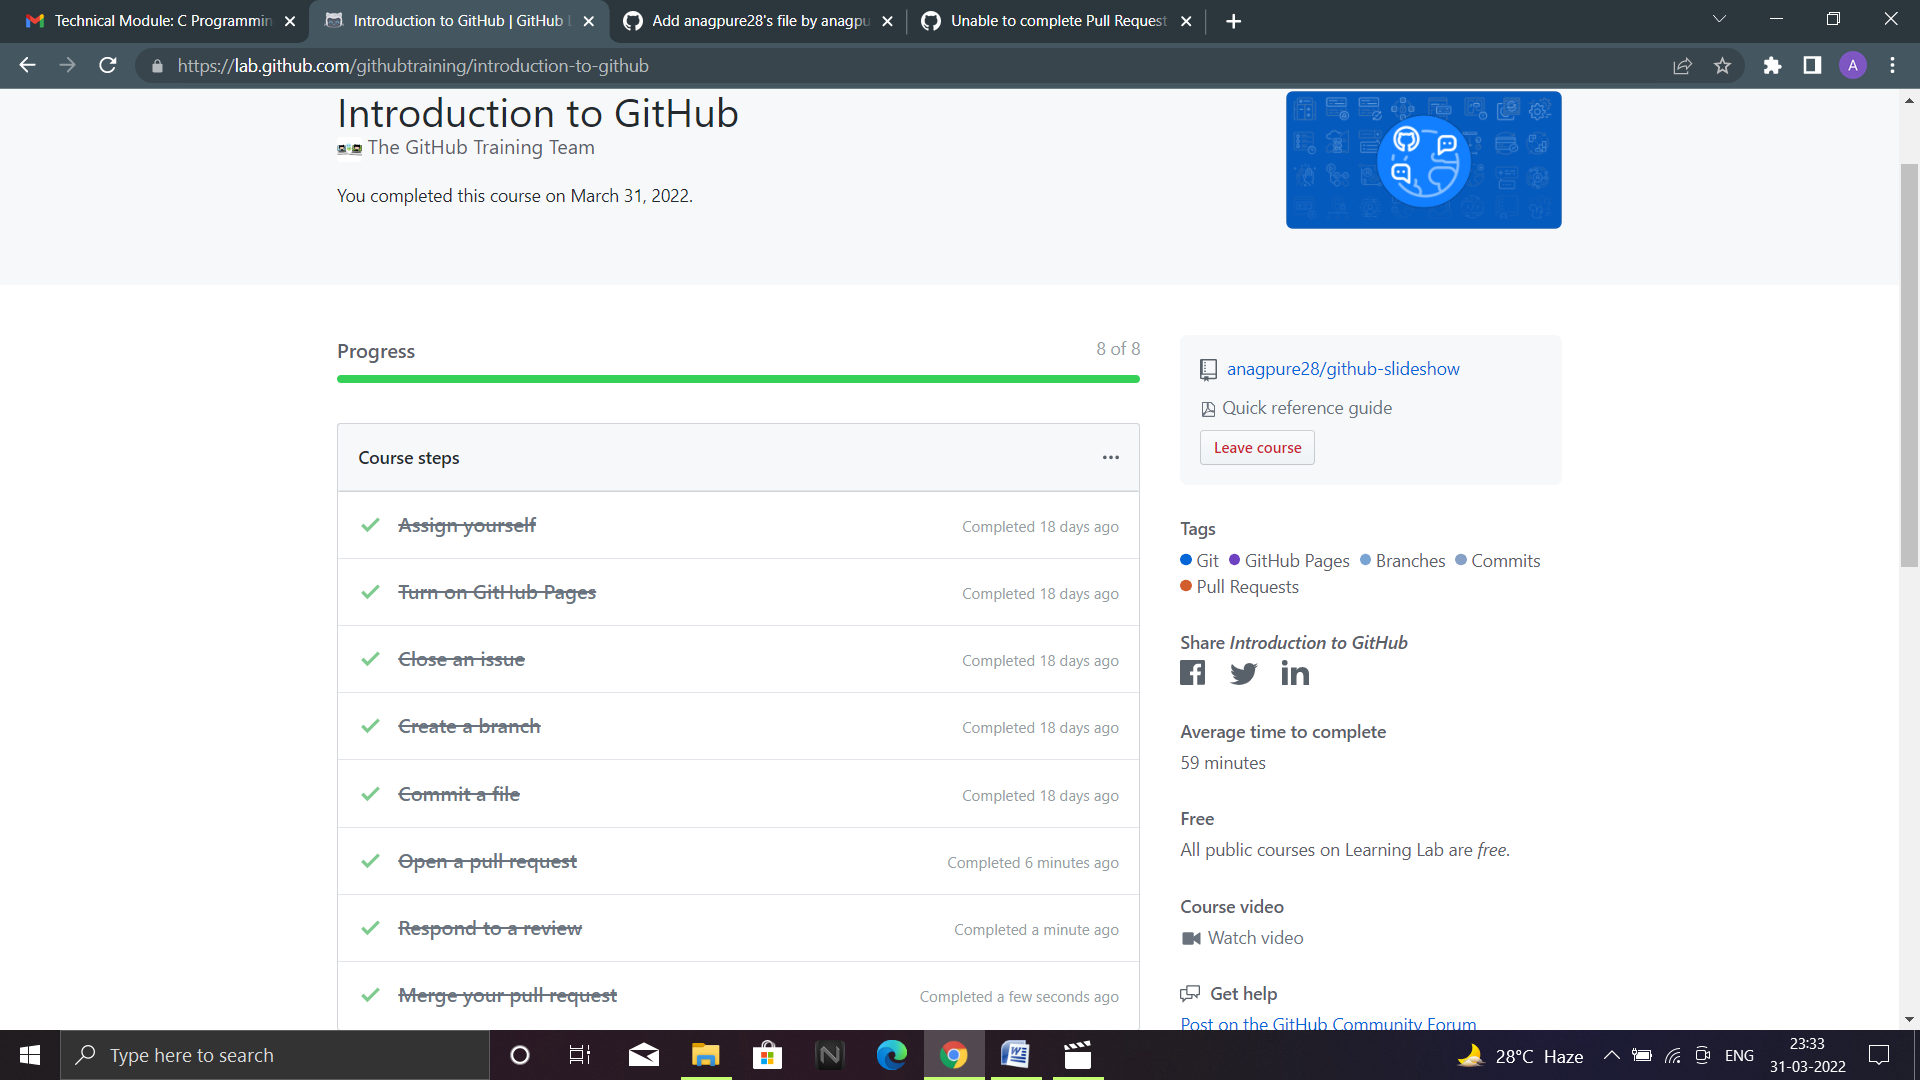 Technical Module: C Programmin
Introduction to GitHub | GitHub L
Add anagpure28's file by anagpu
Unable to complete Pull Request
https://lab.github.com/githubtraining/introduction-to-github
A
Introduction to GitHub
The GitHub Training Team
You completed this course on March 31, 2022.
Progress
8 of 8
Course steps
Assign yourself
Completed 18 days ago
Turn on GitHub Pages
Completed 18 days ago
Close an issue
Completed 18 days ago
Create a branch
Completed 18 days ago
Commit a file
Completed 18 days ago
Open a pull request
Completed 6 minutes ago
Respond to a review
Completed a minute ago
Merge your pull request
Completed a few seconds ago
anagpure28/github-slideshow
Quick reference guide
Leave course
Tags
Git GitHub Pages Branches Commits
Pull Requests
Share Introduction to GitHub
Average time to complete
59 minutes
Free
All public courses on Learning Lab are free.
Course video
Watch video
Get help
Post on the GitHub Community Forum
Type here to search
28°C Haze
ENG
23:33
31-03-2022